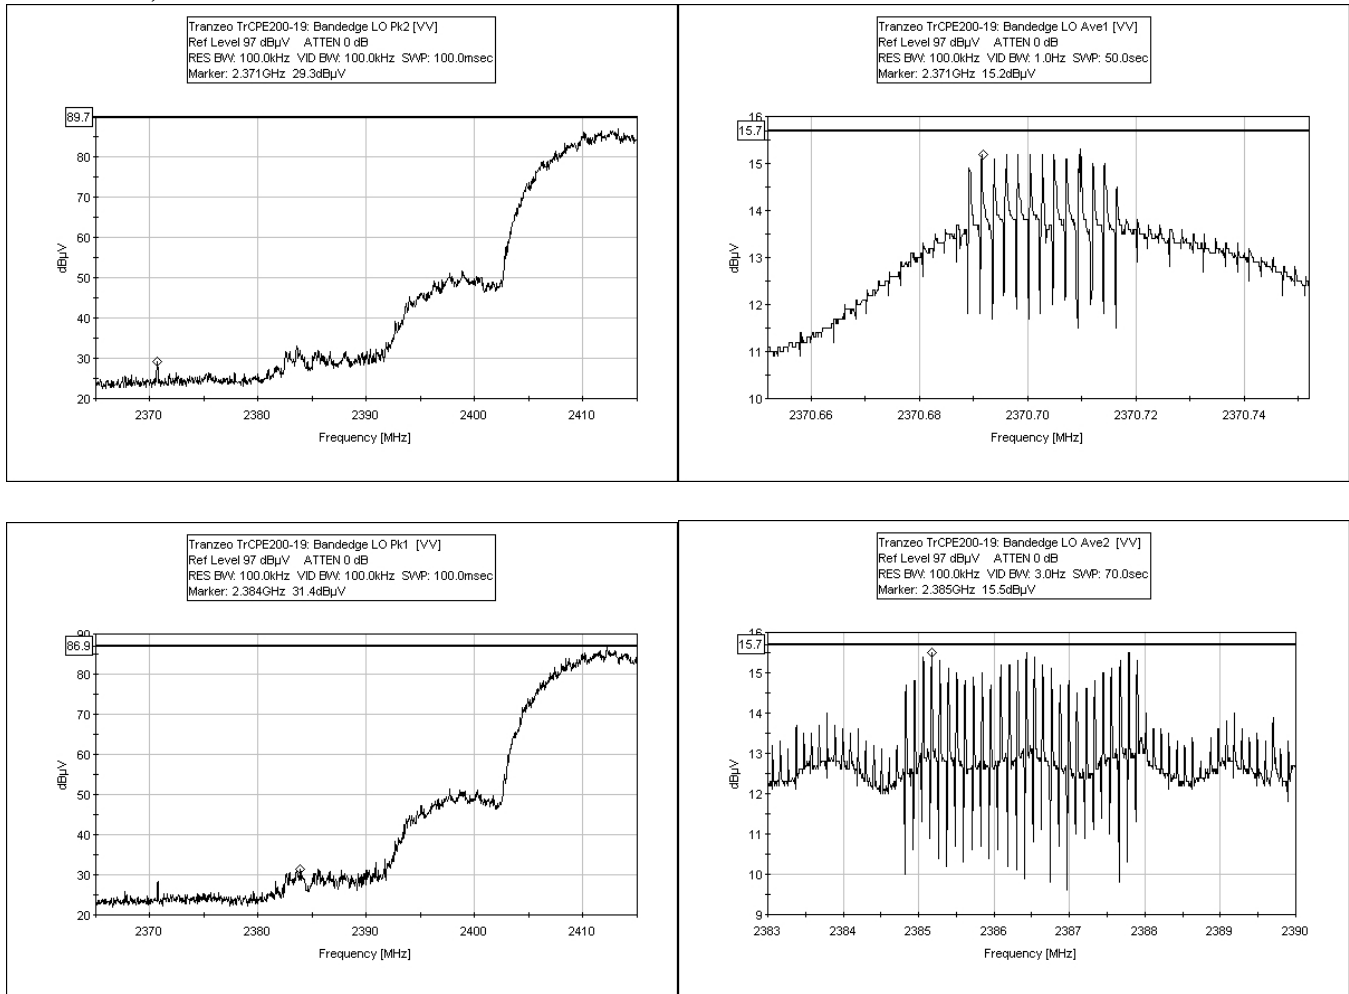 Tranzeo TrCPE200-19: Bandedge LO Pk2 [VV]
Ref Level 97 dBµV ATTEN 0 dB
RES BW: 100.0kHz VID BW: 100.0kHz SWP: 100.0msec
Marker: 2.371GHz 29.3dBµV
89.7
80
70
60
50
40
30
20
dBµV
2370
2380
2390
2400
2410
Frequency [MHz]
Tranzeo TrCPE200-19: Bandedge LO Ave1 [VV]
Ref Level 97 dBµV ATTEN 0 dB
RES BW: 100.0kHz VID BW: 1.0Hz SWP: 50.0sec
Marker: 2.371GHz 15.2dBµV
16
15.7
15
14
13
12
11
10
dBµV
2370.66
2370.68
2370.70
2370.72
2370.74
Frequency [MHz]
Tranzeo TrCPE200-19: Bandedge LO Pk1 [VV]
Ref Level 97 dBµV ATTEN 0 dB
RES BW: 100.0kHz VID BW: 100.0kHz SWP: 100.0msec
Marker: 2.384GHz 31.4dBµV
90
86.9
80
70
60
50
40
30
20
dBµV
2370
2380
2390
2400
2410
Frequency [MHz]
Tranzeo TrCPE200-19: Bandedge LO Ave2 [VV]
Ref Level 97 dBµV ATTEN 0 dB
RES BW: 100.0kHz VID BW: 3.0Hz SWP: 70.0sec
Marker: 2.385GHz 15.5dBµV
16
15.7
15
14
13
12
11
10
9
dBµV
2383
2384
2385
2386
2387
2388
2389
2390
Frequency [MHz]